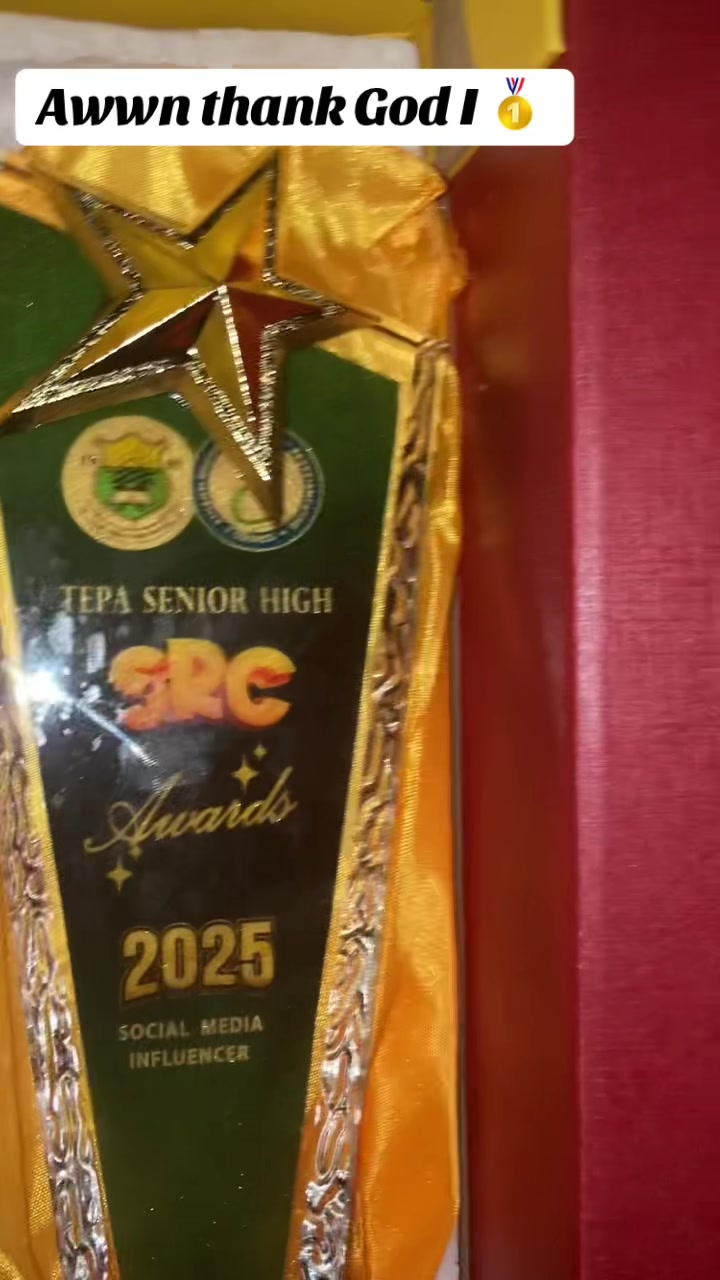 Awwn thank God I 🥇
TEPA SENIOR HIGH
SRC
Awards
2025
SOCIAL MEDIA
INFLUENCER